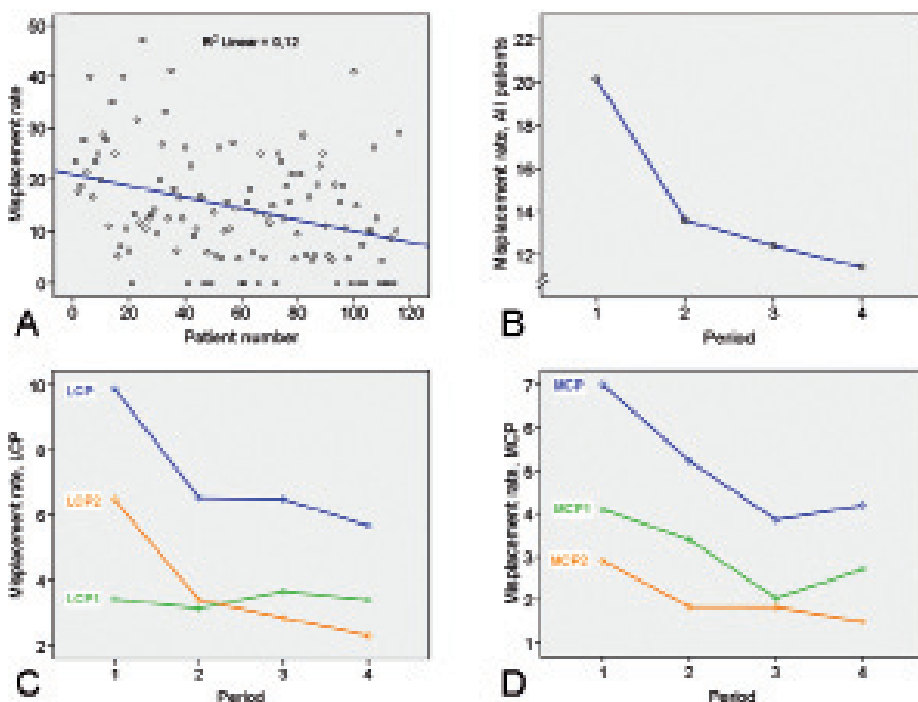 R² Linear = 0,12
Misplacement rate
50
40
30
20
10
0
0 20 40 60 80 100 120
Patient number
A
Misplacement rate, All patients
22
20
18
16
14
12
1 2 3 4
Period
B
Misplacement rate, LCP
10
8
6
4
2
LCP
LCP2
LCP1
1 2 3 4
Period
C
Misplacement rate, MCP
7
6
5
4
3
2
1
MCP
MCP1
MCP2
1 2 3 4
Period
D